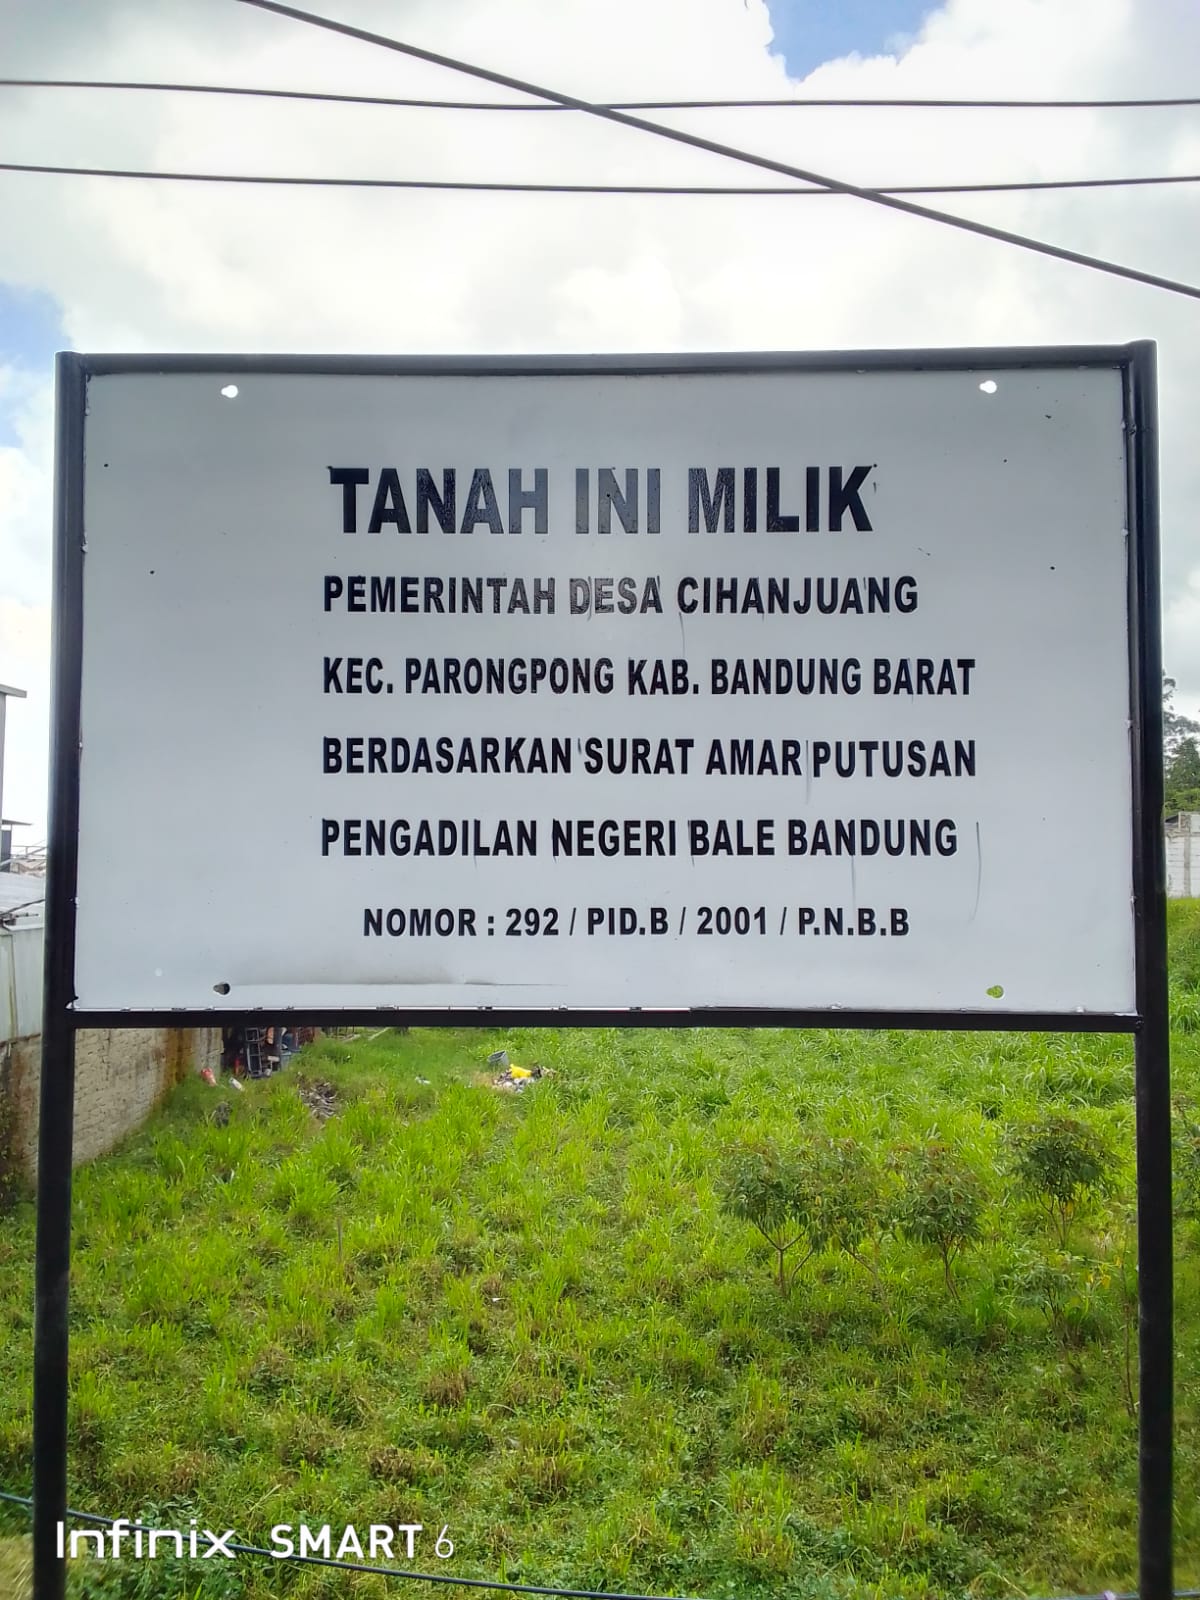 TANAH INI MILIK
PEMERINTAH DESA CIHANJUANG
KEC. PARONGPONG KAB. BANDUNG BARAT
BERDASARKAN SURAT AMAR PUTUSAN
PENGADILAN NEGERI BALE BANDUNG
NOMOR : 292 / PID.B / 2001 / P.N.B.B
Infinix SMART 6